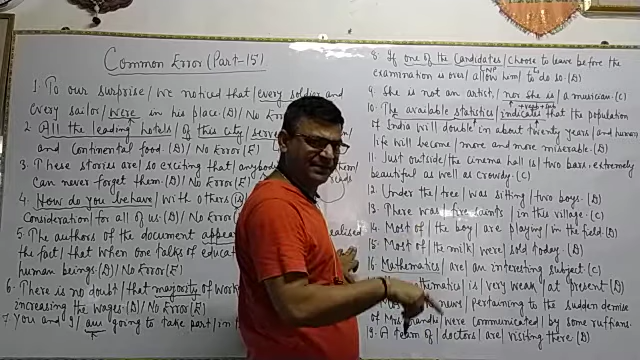 Common Error (Part-15)
1. To our surprise/we noticed that/every soldier and
every sailor/were in his place.(D)/No Error(E)
2. All the leading hotels/of this city/serve
and continental food.(D)/No Error(E)
3. These stories are/so exciting that/anybody
can never forget them.(D)/No Error(E)
4. How do you behave/with others
Consideration/for all of us.(D)/No Error
5. The authors of the document appea ealised
the fact/that when one talks of educat
human beings.(D)/No Error(E)
6. There is no doubt/that majority of work
increasing the wages.(D)/No Error(E)
7. You and I/am going to take part/in
8. If one of the candidates/choose to leave before the
examination is over/allow him/to do so.(D)
9. She is not an artist/nor she is/a musician.(C)
+verb+sub
10. The available statistics/indicates that the population
of India will double/in about twenty years/and human
life will become/more and more miserable.(D)
11. Just outside/the cinema hall is/two bars, extremely
beautiful as well as crowdy.(C)
12. Under the/tree/was sitting/two boys.(D)
13. There was/five saints/in this village.(C)
14. Most of the boy/are playing/in the field.(D)
15. Most of the milk/were/sold today.(D)
16. Mathematics/are/an interesting subject.(C)
thematics/is very weak/at present.(D)
news/pertaining to the sudden demise
of Mrs andhi/were communicated/by some ruffians.
19. A team of/doctors/are/visiting there(D)